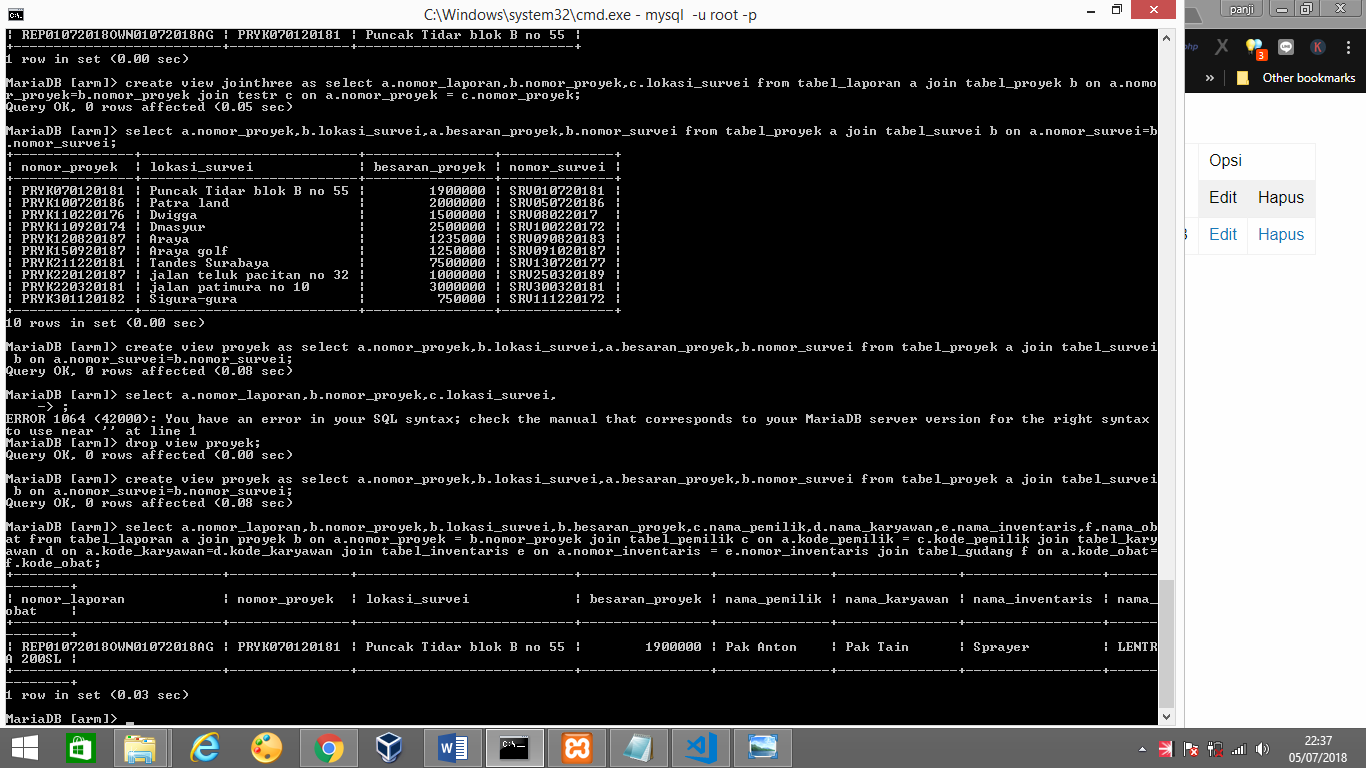 C:\Windows\system32\cmd.exe - mysql  -u root -p
| REP01072018OWN01072018AG | PRYK070120181 | Puncak Tidar blok B no 55 |
1 row in set (0.00 sec)
MariaDB [arm]> create view jointhree as select a.nomor_laporan,b.nomor_proyek,c.lokasi_survei from tabel_laporan a join tabel_proyek b on a.nomo
r_proyek=b.nomor_proyek join testr c on a.nomor_proyek = c.nomor_proyek;
Query OK, 0 rows affected (0.05 sec)
MariaDB [arm]> select a.nomor_proyek,b.lokasi_survei,a.besaran_proyek,b.nomor_survei from tabel_proyek a join tabel_survei b on a.nomor_survei=b
.nomor_survei;
| nomor_proyek  | lokasi_survei             | besaran_proyek | nomor_survei |
| PRYK070120181 | Puncak Tidar blok B no 55 |        1900000 | SRV010720181 |
| PRYK100720186 | Patra land                |        2000000 | SRV050720186 |
| PRYK110220176 | Dwigga                    |        1500000 | SRV08022017  |
| PRYK110920174 | Dmasyur                   |        2500000 | SRV100220172 |
| PRYK120820187 | Araya                     |        1235000 | SRV090820183 |
| PRYK150920187 | Araya golf                |        1250000 | SRV091020187 |
| PRYK211221181 | Tandes Surabaya           |        7500000 | SRV130720177 |
| PRYK220120187 | jalan teluk pacitan no 32 |        1000000 | SRV250320189 |
| PRYK220320181 | jalan patimura no 10      |        3000000 | SRV300320181 |
| PRYK301120182 | Sigura-gura               |         750000 | SRV111220172 |
10 rows in set (0.00 sec)
MariaDB [arm]> create view proyek as select a.nomor_proyek,b.lokasi_survei,a.besaran_proyek,b.nomor_survei from tabel_proyek a join tabel_survei
 b on a.nomor_survei=b.nomor_survei;
Query OK, 0 rows affected (0.08 sec)
MariaDB [arm]> select a.nomor_laporan,b.nomor_proyek,c.lokasi_survei,
    -> ;
ERROR 1064 (42000): You have an error in your SQL syntax; check the manual that corresponds to your MariaDB server version for the right syntax
to use near '' at line 1
MariaDB [arm]> drop view proyek;
Query OK, 0 rows affected (0.00 sec)
MariaDB [arm]> create view proyek as select a.nomor_proyek,b.lokasi_survei,a.besaran_proyek,b.nomor_survei from tabel_proyek a join tabel_survei
 b on a.nomor_survei=b.nomor_survei;
Query OK, 0 rows affected (0.08 sec)
MariaDB [arm]> select a.nomor_laporan,b.nomor_proyek,b.lokasi_survei,b.besaran_proyek,c.nama_pemilik,d.nama_karyawan,e.nama_inventaris,f.nama_ob
at from tabel_laporan a join proyek b on a.nomor_proyek = b.nomor_proyek join tabel_pemilik c on a.kode_pemilik = c.kode_pemilik join tabel_kary
awan d on a.kode_karyawan=d.kode_karyawan join tabel_inventaris e on a.nomor_inventaris = e.nomor_inventaris join tabel_gudang f on a.kode_obat=
f.kode_obat;
| nomor_laporan            | nomor_proyek  | lokasi_survei             | besaran_proyek | nama_pemilik | nama_karyawan | nama_inventaris | nama_
obat    |
| REP01072018OWN01072018AG | PRYK070120181 | Puncak Tidar blok B no 55 |        1900000 | Pak Anton    | Pak Tain      | Sprayer         | LENTR
A 200SL |
1 row in set (0.03 sec)
MariaDB [arm]> _
panji
php
3
K
» Other bookmarks
Opsi
Edit Hapus
Edit Hapus
22:37
05/07/2018